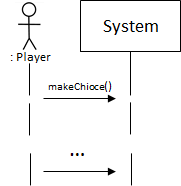 System
: Player
makeChioce()
...